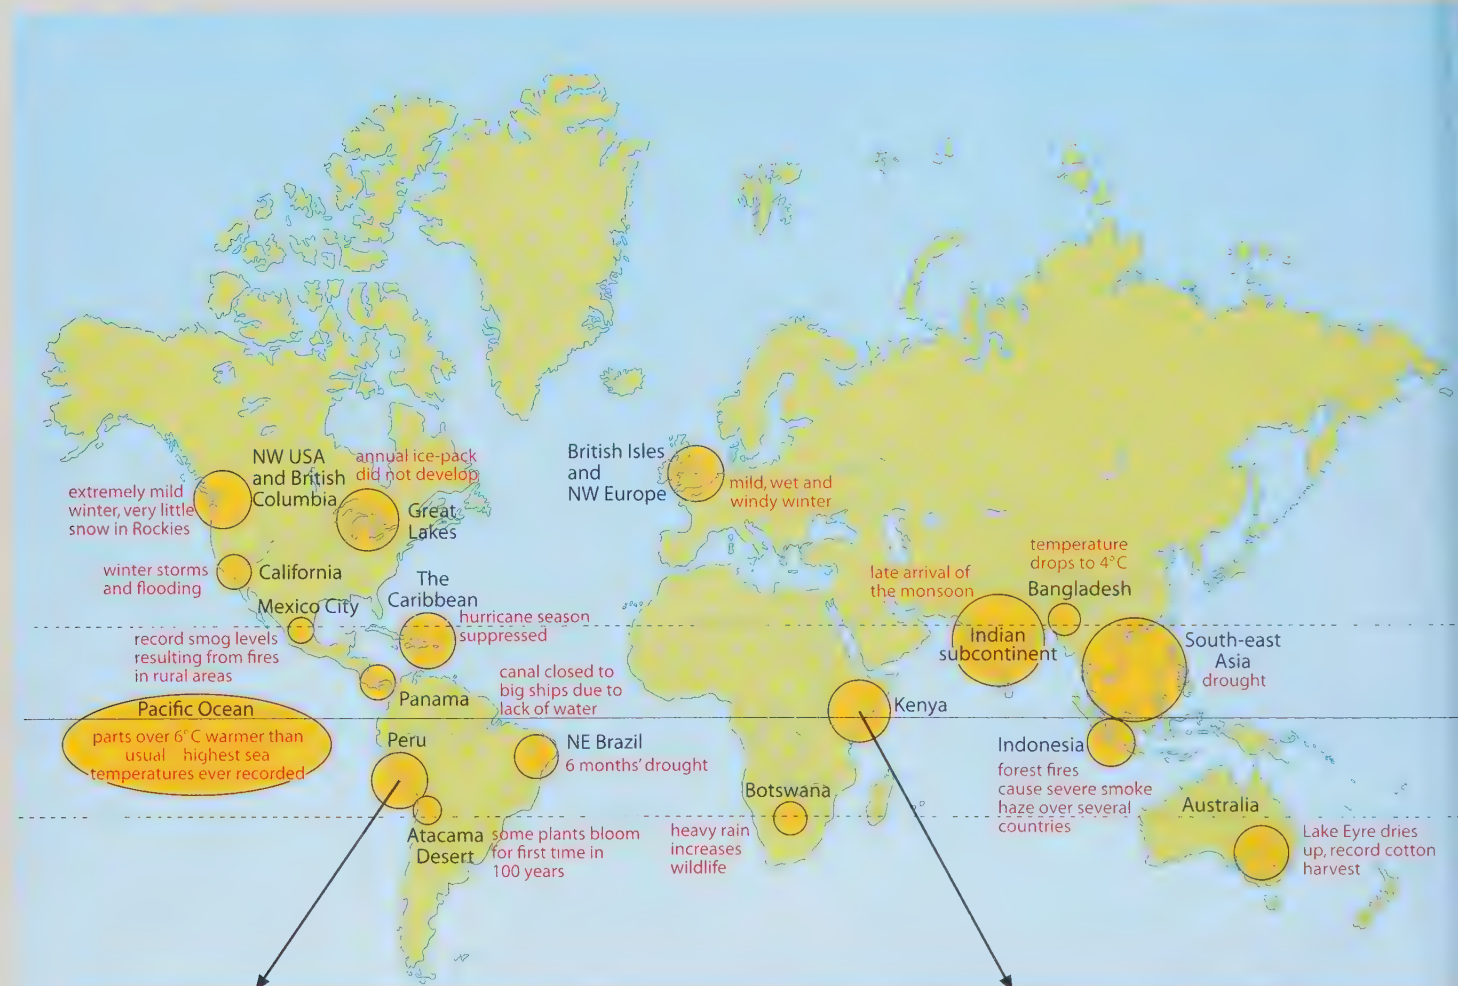 NW USA
and British
Columbia
extremely mild
winter, very little
snow in Rockies
annual ice-pack
did not develop
Great
Lakes
British Isles
and
NW Europe
mild, wet and
windy winter
winter storms
and flooding
California
Mexico City
record smog levels
resulting from fires
in rural areas
The
Caribbean
hurricane season
suppressed
Panama
canal closed to
big ships due to
lack of water
Pacific Ocean
parts over 6°C warmer than
usual highest sea
temperatures ever recorded
Peru
NE Brazil
6 months' drought
Atacama
Desert
some plants bloom
for first time in
100 years
Kenya
Botswana
heavy rain
increases
wildlife
late arrival of
the monsoon
Indian
subcontinent
temperature
drops to 4°C
Bangladesh
South-east
Asia
drought
Indonesia
forest fires
cause severe smoke
haze over several
countries
Australia
Lake Eyre dries
up, record cotton
harvest